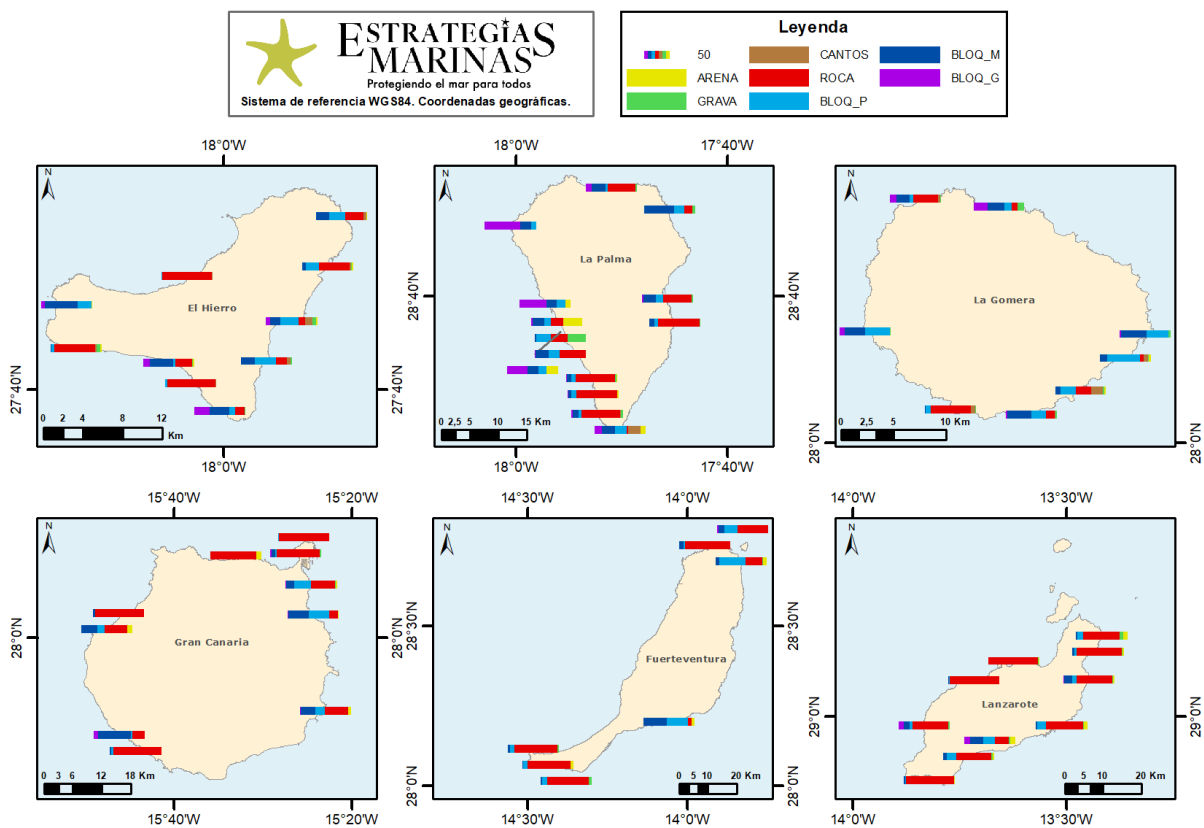 ESTRATEGIAS
MARINAS
Protegiendo el mar para todos
Sistema de referencia WGS84. Coordenadas geográficas.
Leyenda
50 CANTOS BLOQ_M
ARENA ROCA BLOQ_G
GRAVA BLOQ_P
18°0'W
18°0'W 17°40'W
N
N
N
La Palma
28°40'N 28°40'N
La Gomera
El Hierro
27°40'N 27°40'N
0 2 4 8 12
Km
0 2,5 5 10 15 Km
0 2,5 5 10 Km
28°0'N 28°0'N
18°0'W
18°0'W 17°40'W
15°40'W 15°20'W
14°30'W 14°0'W
14°0'W 13°30'W
N
N
N
28°30'N 28°30'N
28°0'N Gran Canaria 28°0'N
Fuerteventura
Lanzarote
29°0'N 29°0'N
0 3 6 12 18 Km
0 5 10 20 Km
0 5 10 20 Km
28°0'N 28°0'N
15°40'W 15°20'W
14°30'W 14°0'W
14°0'W 13°30'W